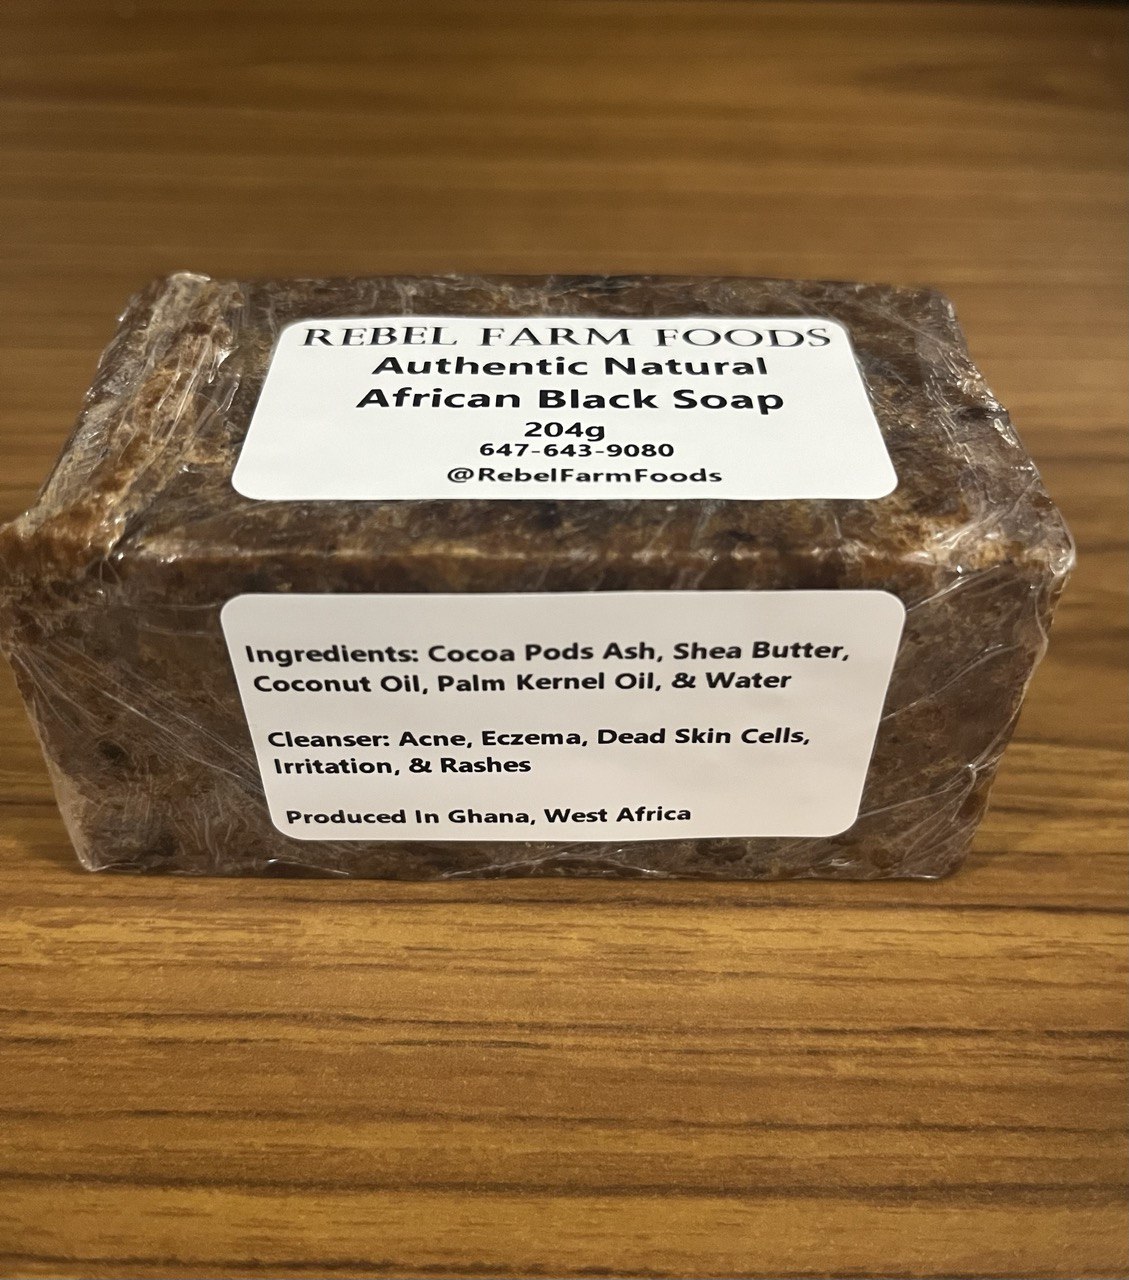 REBEL FARM FOODS
Authentic Natural
African Black Soap
204g
647-643-9080
@RebelFarmFoods
Ingredients: Cocoa Pods Ash, Shea Butter,
Coconut Oil, Palm Kernel Oil, & Water
Cleanser: Acne, Eczema, Dead Skin Cells,
Irritation, & Rashes
Produced In Ghana, West Africa